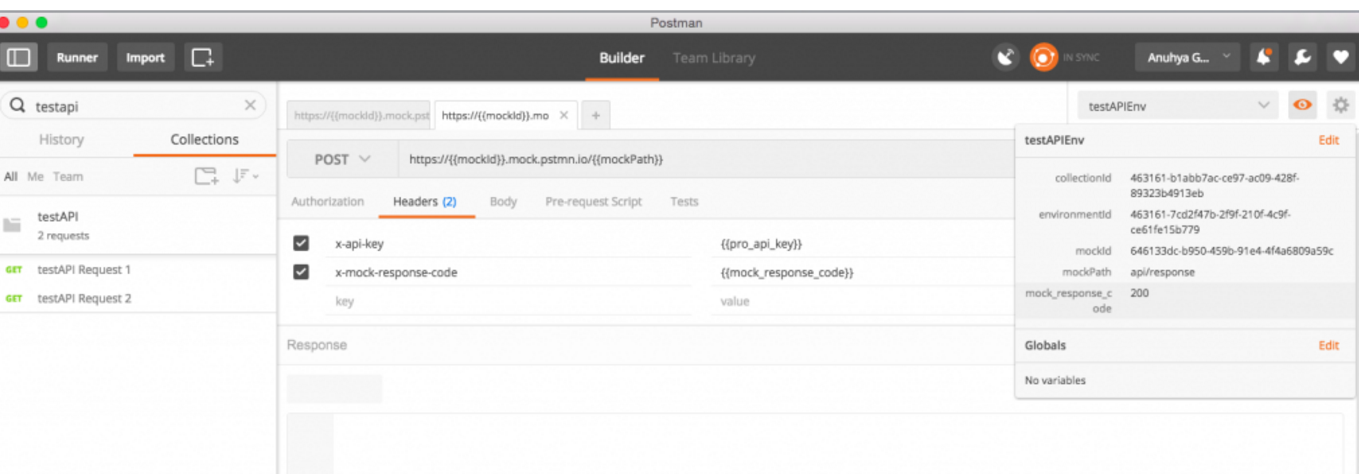 Postman
Runner Import Builder Team Library IN SYNC Anuhya G...
testapi
History Collections
All Me Team
testAPI
2 requests
GET testAPI Request 1
GET testAPI Request 2
https://{{mockId}}.mock.pst https://{{mockId}}.mo
POST https://{{mockId}}.mock.pstmn.io/{{mockPath}}
Authorization Headers (2) Body Pre-request Script Tests
x-api-key {{pro_api_key}}
x-mock-response-code {{mock_response_code}}
key value
Response
testAPIEnv
testAPIEnv Edit
collectionId 463161-b1abb7ac-ce97-ac09-428f-
89323b4913eb
environmentId 463161-7cd2f47b-2f9f-210f-4c9f-
ce61fe15b779
mockId 646133dc-b950-459b-91e4-4f4a6809a59c
mockPath api/response
mock_response_c 200
ode
Globals Edit
No variables